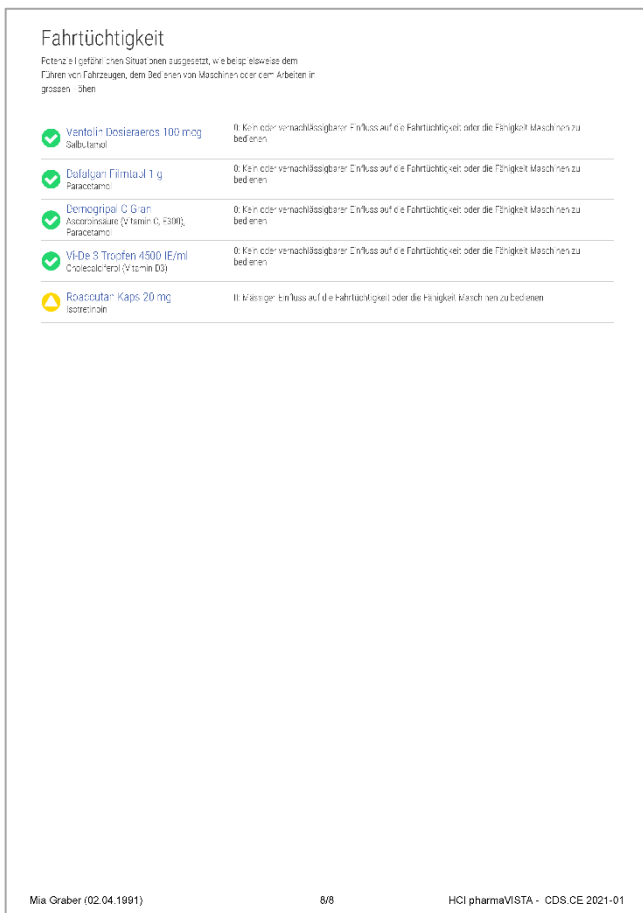 Fahrtüchtigkeit
Potenziell gefährlichen Situationen ausgesetzt, wie beispielsweise dem
Führen von Fahrzeugen, dem Bedienen von Maschinen oder dem Arbeiten in
grossen Höhen
Ventolin Dosieraeros 100 mcg
Salbutamol
0: Kein oder vernachlässigbarer Einfluss auf die Fahrtüchtigkeit oder die Fähigkeit Maschinen zu
bedienen
Dafalgan Filmtabl 1 g
Paracetamol
0: Kein oder vernachlässigbarer Einfluss auf die Fahrtüchtigkeit oder die Fähigkeit Maschinen zu
bedienen
Demogripal C Gran
Ascorbinsäure (Vitamin C, E300),
Paracetamol
0: Kein oder vernachlässigbarer Einfluss auf die Fahrtüchtigkeit oder die Fähigkeit Maschinen zu
bedienen
Vi-De 3 Tropfen 4500 IE/ml
Cholecalciferol (Vitamin D3)
0: Kein oder vernachlässigbarer Einfluss auf die Fahrtüchtigkeit oder die Fähigkeit Maschinen zu
bedienen
Roaccutan Kaps 20 mg
Isotretinoin
II: Mässiger Einfluss auf die Fahrtüchtigkeit oder die Fähigkeit Maschinen zu bedienen
Mia Graber (02.04.1991)
8/8
HCI pharmaVISTA - CDS.CE 2021-01